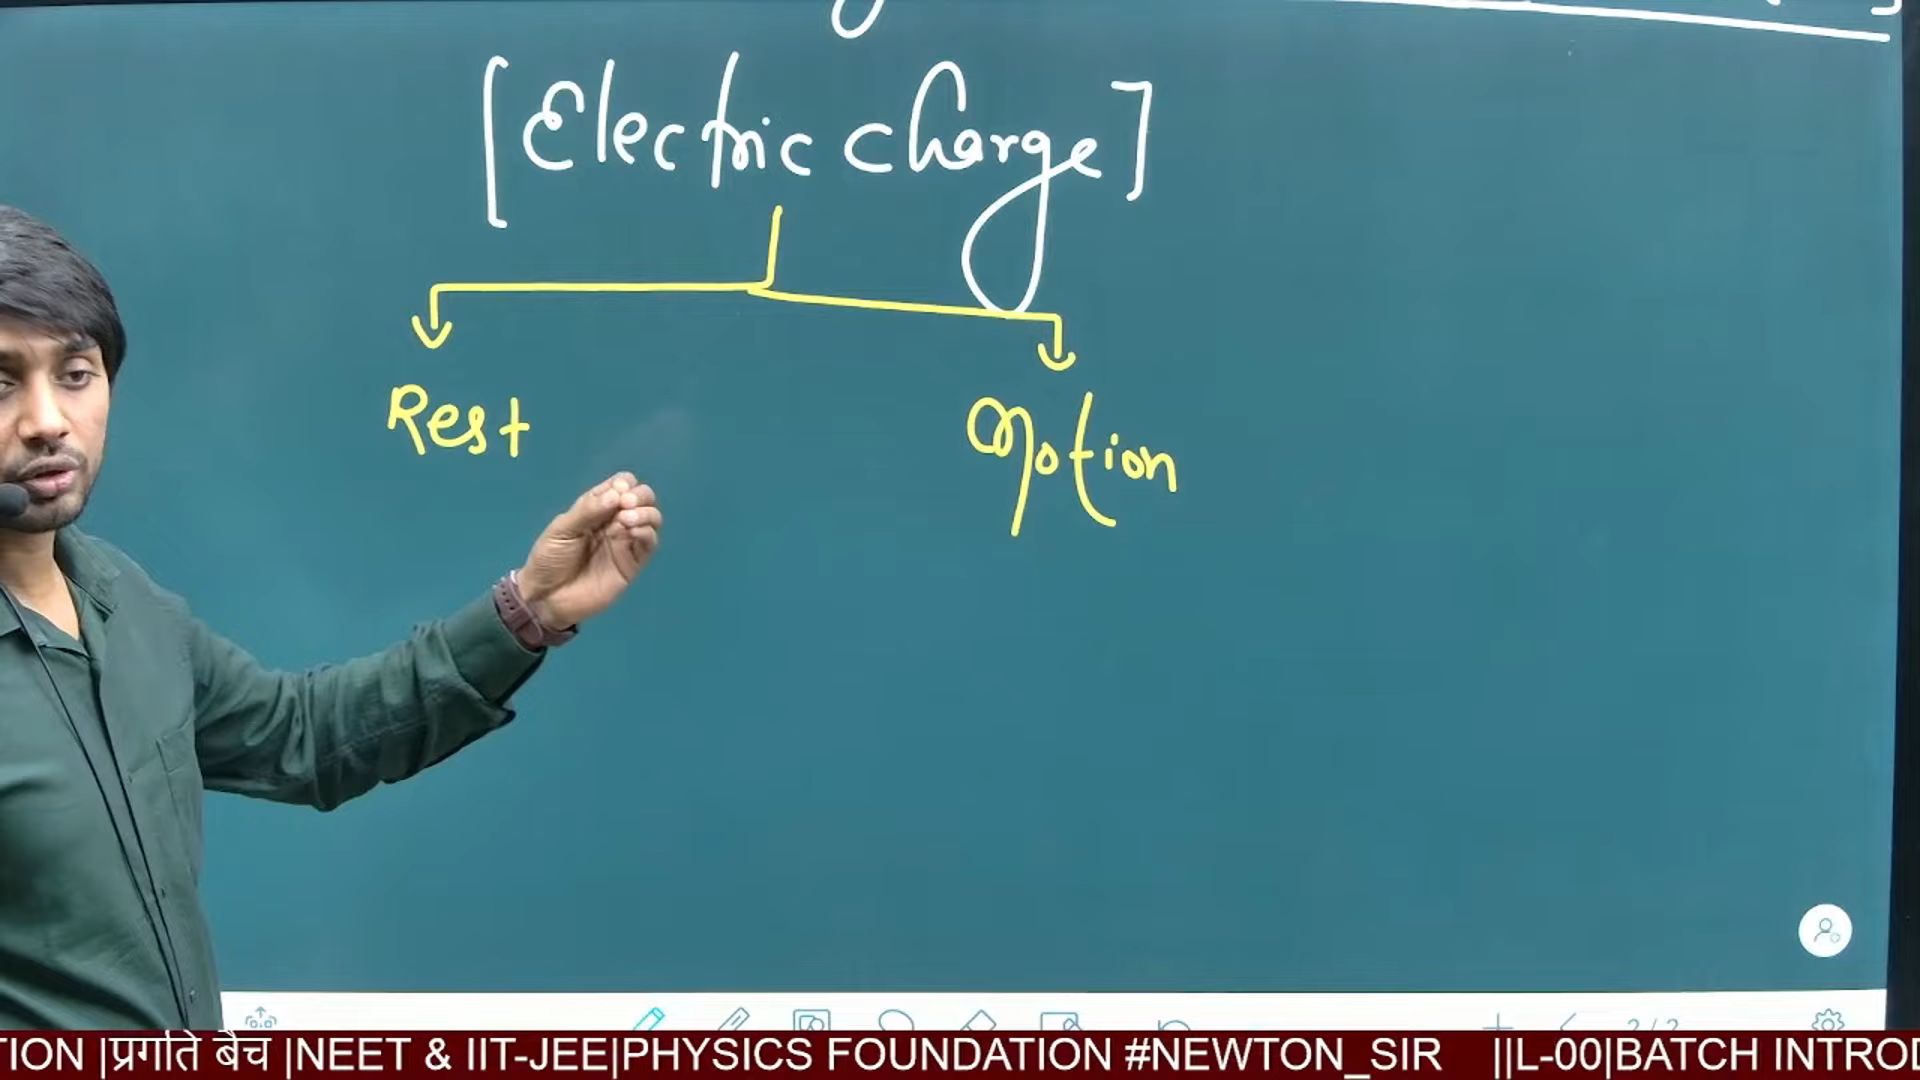 [Electric charge]
Rest
Motion
TION |प्रगति बैच |NEET & IIT-JEE|PHYSICS FOUNDATION #NEWTON_SIR ||L-00|BATCH INTROD